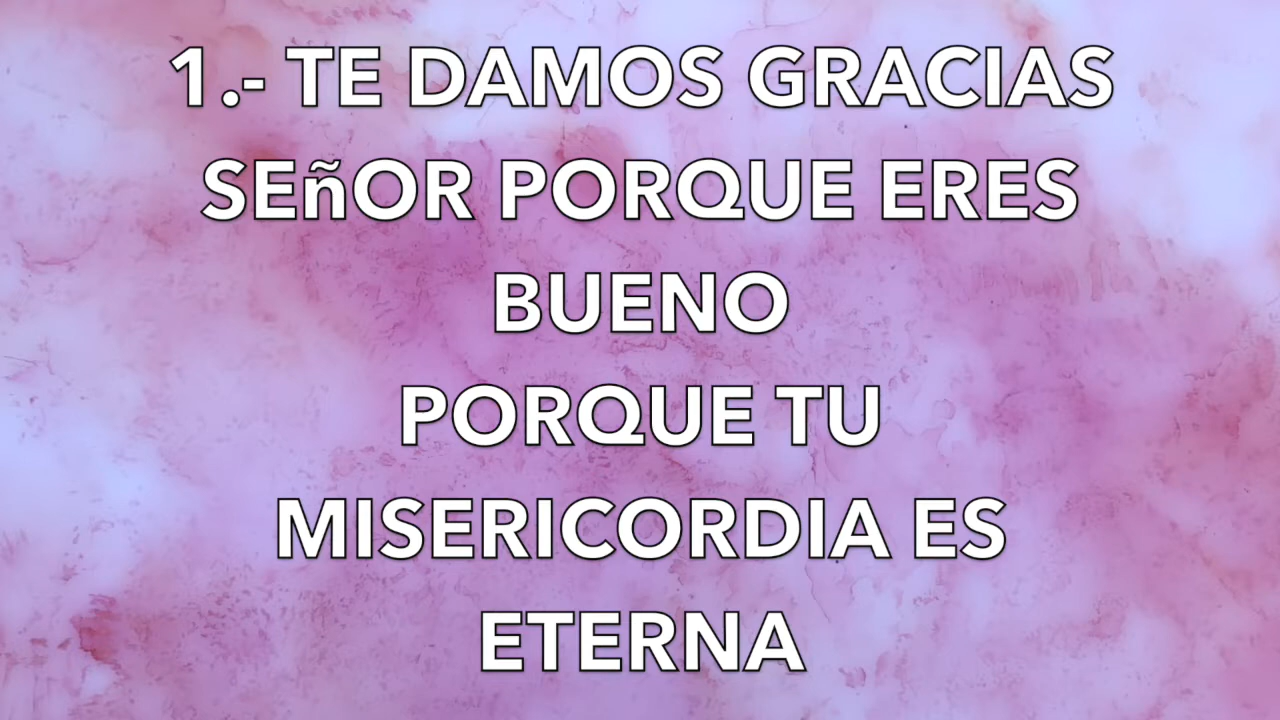 1.- TE DAMOS GRACIAS
SEñOR PORQUE ERES
BUENO
PORQUE TU
MISERICORDIA ES
ETERNA